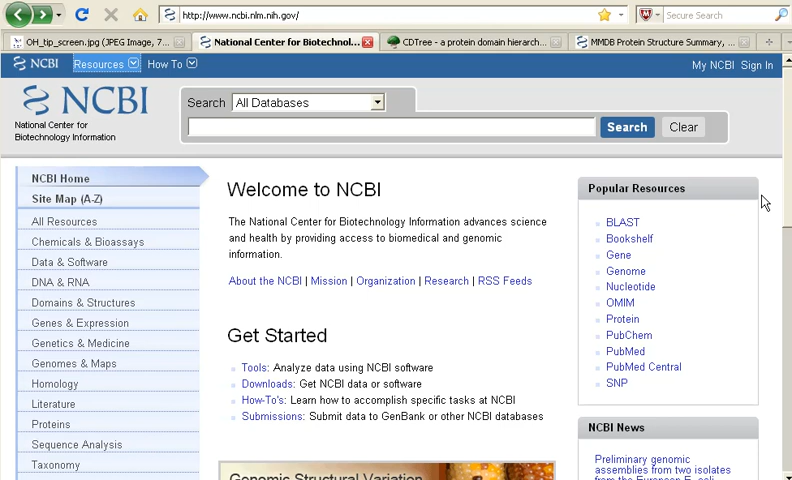 http://www.ncbi.nlm.nih.gov/
Secure Search
OH_tip_screen.jpg (JPEG Image, 7...
National Center for Biotechnol...
CDTree - a protein domain hierarch...
MMDB Protein Structure Summary, ...
NCBI
Resources
How To
My NCBI Sign In
NCBI
National Center for
Biotechnology Information
Search
All Databases
Search
Clear
NCBI Home
Site Map (A-Z)
All Resources
Chemicals & Bioassays
Data & Software
DNA & RNA
Domains & Structures
Genes & Expression
Genetics & Medicine
Genomes & Maps
Homology
Literature
Proteins
Sequence Analysis
Taxonomy
Welcome to NCBI
The National Center for Biotechnology Information advances science
and health by providing access to biomedical and genomic
information.
About the NCBI | Mission | Organization | Research | RSS Feeds
Get Started
Tools: Analyze data using NCBI software
Downloads: Get NCBI data or software
How-To's: Learn how to accomplish specific tasks at NCBI
Submissions: Submit data to GenBank or other NCBI databases
Genomic Structural Variation
Popular Resources
BLAST
Bookshelf
Gene
Genome
Nucleotide
OMIM
Protein
PubChem
PubMed
PubMed Central
SNP
NCBI News
Preliminary genomic
assemblies from two isolates
from the European E. coli